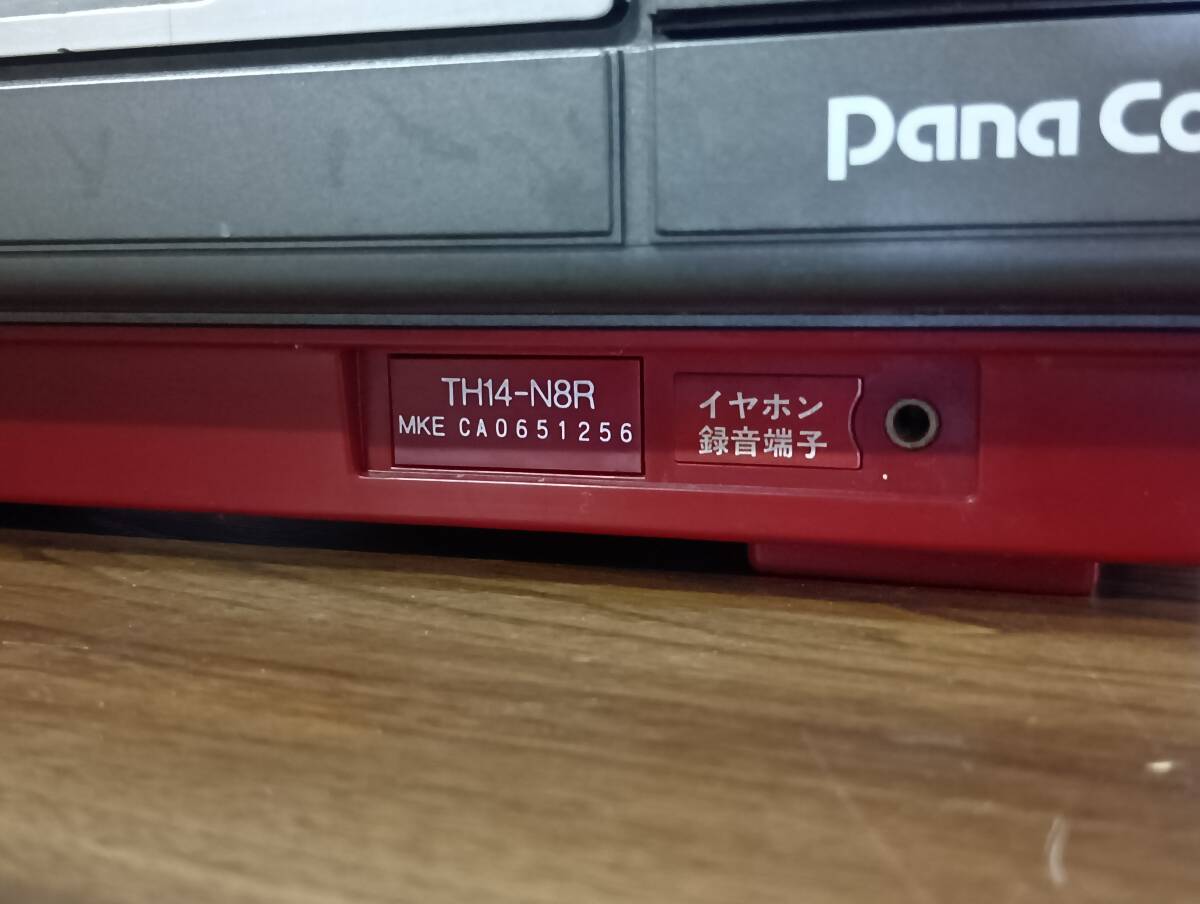 Pana Co
TH14-N8R
MKE CA0651256
イヤホン
録音端子